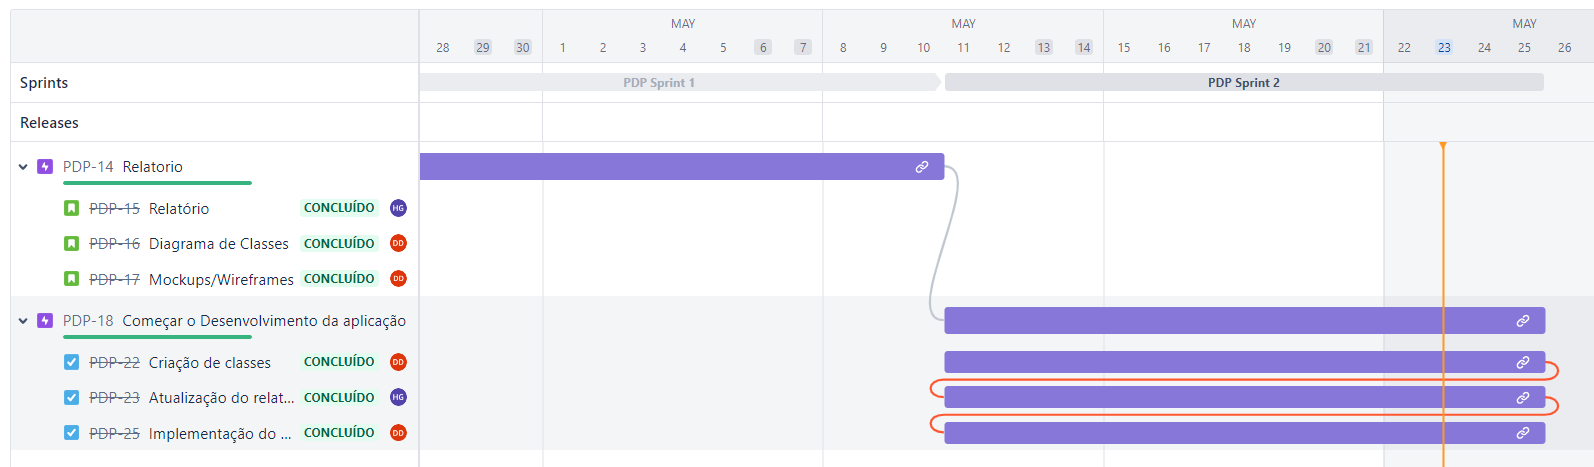 MAY MAY MAY MAY
28 29 30 1 2 3 4 5 6 7 8 9 10 11 12 13 14 15 16 17 18 19 20 21 22 23 24 25 26
Sprints PDP Sprint 1 PDP Sprint 2
Releases
PDP-14 Relatorio
PDP-15 Relatório CONCLUÍDO HG
PDP-16 Diagrama de Classes CONCLUÍDO DD
PDP-17 Mockups/Wireframes CONCLUÍDO DD
PDP-18 Começar o Desenvolvimento da aplicação
PDP-22 Criação de classes CONCLUÍDO DD
PDP-23 Atualização do relat... CONCLUÍDO HG
PDP-25 Implementação do ... CONCLUÍDO DD